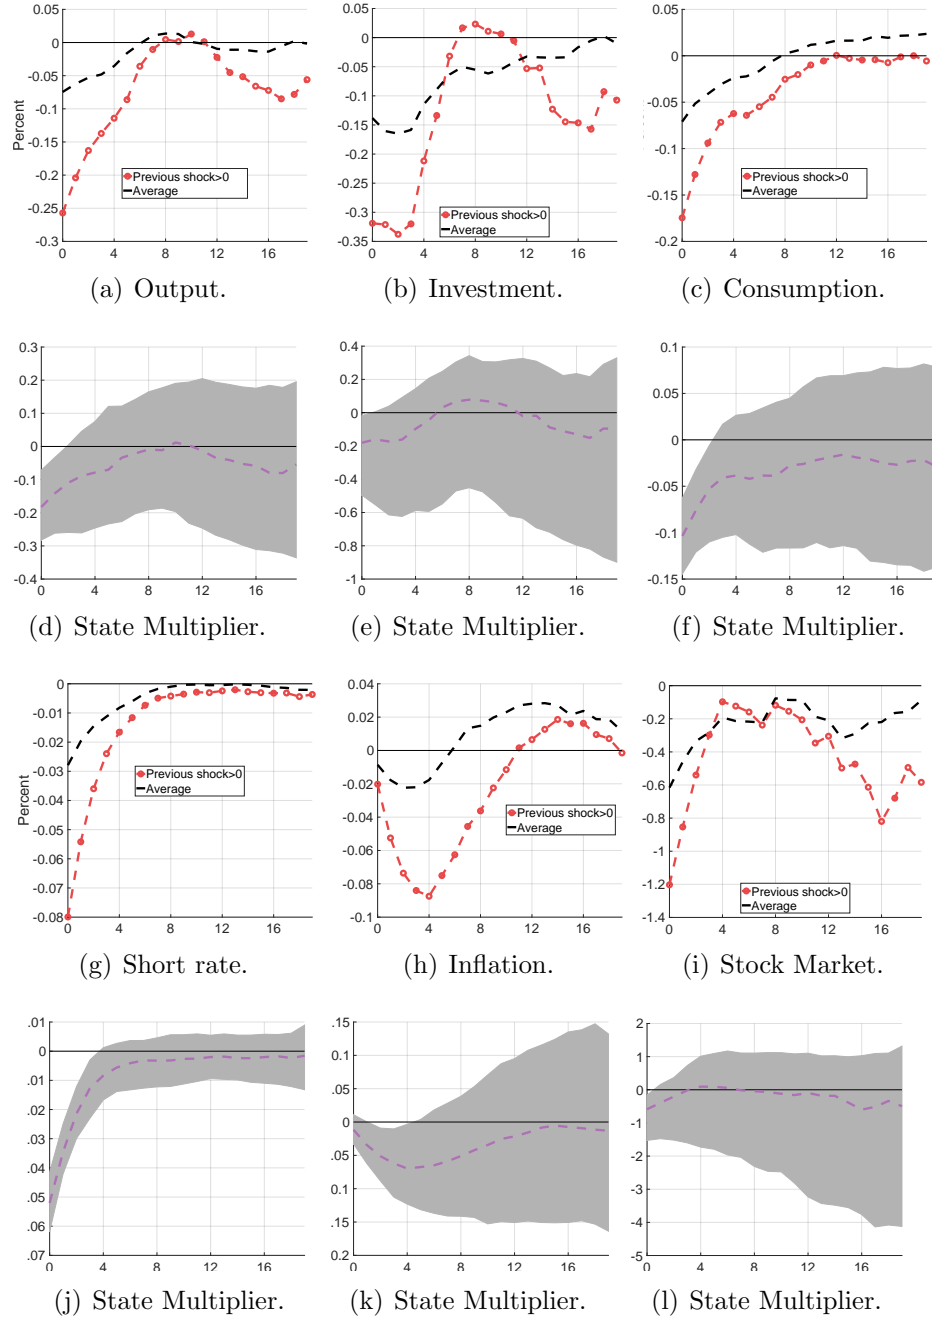 0.05
0
-0.05
-0.1
-0.15
-0.2
-0.25
-0.3
Percent
0 4 8 12 16
Previous shock>0
Average
(a) Output.
0.05
0
-0.05
-0.1
-0.15
-0.2
0.25
-0.3
-0.35
0 4 8 12 16
Previous shock>0
Average
(b) Investment.
0.05
0
-0.05
-0.1
-0.15
-0.2
0 4 8 12 16
Previous shock>0
Average
(c) Consumption.
0.3
0.2
0.1
0
-0.1
-0.2
-0.3
-0.4
0 4 8 12 16
(d) State Multiplier.
0.4
0.2
0
-0.2
-0.4
-0.6
-0.8
-1
0 4 8 12 16
(e) State Multiplier.
0.1
0.05
0
-0.05
-0.1
-0.15
0 4 8 12 16
(f) State Multiplier.
0
-0.01
-0.02
-0.03
-0.04
-0.05
-0.06
-0.07
-0.08
Percent
0 4 8 12 16
Previous shock>0
Average
(g) Short rate.
0.04
0.02
0
-0.02
-0.04
-0.06
-0.08
-0.1
0 4 8 12 16
Previous shock>0
Average
(h) Inflation.
0
-0.2
-0.4
-0.6
-0.8
-1
-1.2
-1.4
0 4 8 12 16
Previous shock>0
Average
(i) Stock Market.
.01
0
.01
.02
.03
.04
.05
.06
.07
0 4 8 12 16
(j) State Multiplier.
.15
0.1
.05
0
.05
0.1
.15
0.2
0 4 8 12 16
(k) State Multiplier.
2
1
0
-1
-2
-3
-4
-5
0 4 8 12 16
(l) State Multiplier.